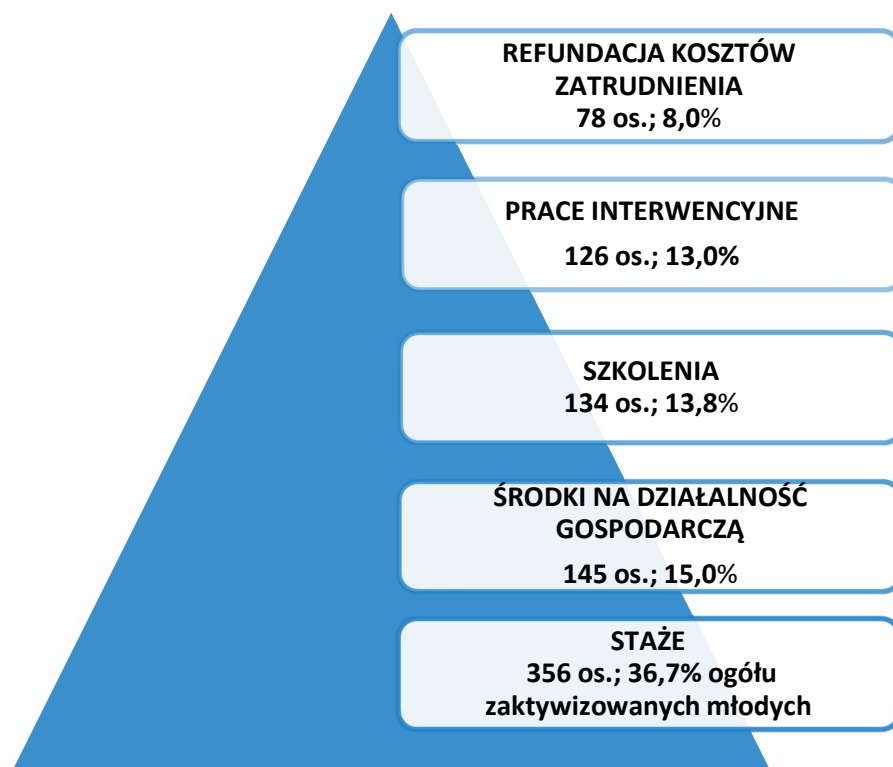 REFUNDACJA KOSZTÓW
ZATRUDNIENIA
78 os.; 8,0%
PRACE INTERWENCYJNE
126 os.; 13,0%
SZKOLENIA
134 os.; 13,8%
ŚRODKI NA DZIAŁALNOŚĆ
GOSPODARCZĄ
145 os.; 15,0%
STAŻE
356 os.; 36,7% ogółu
zaktywizowanych młodych